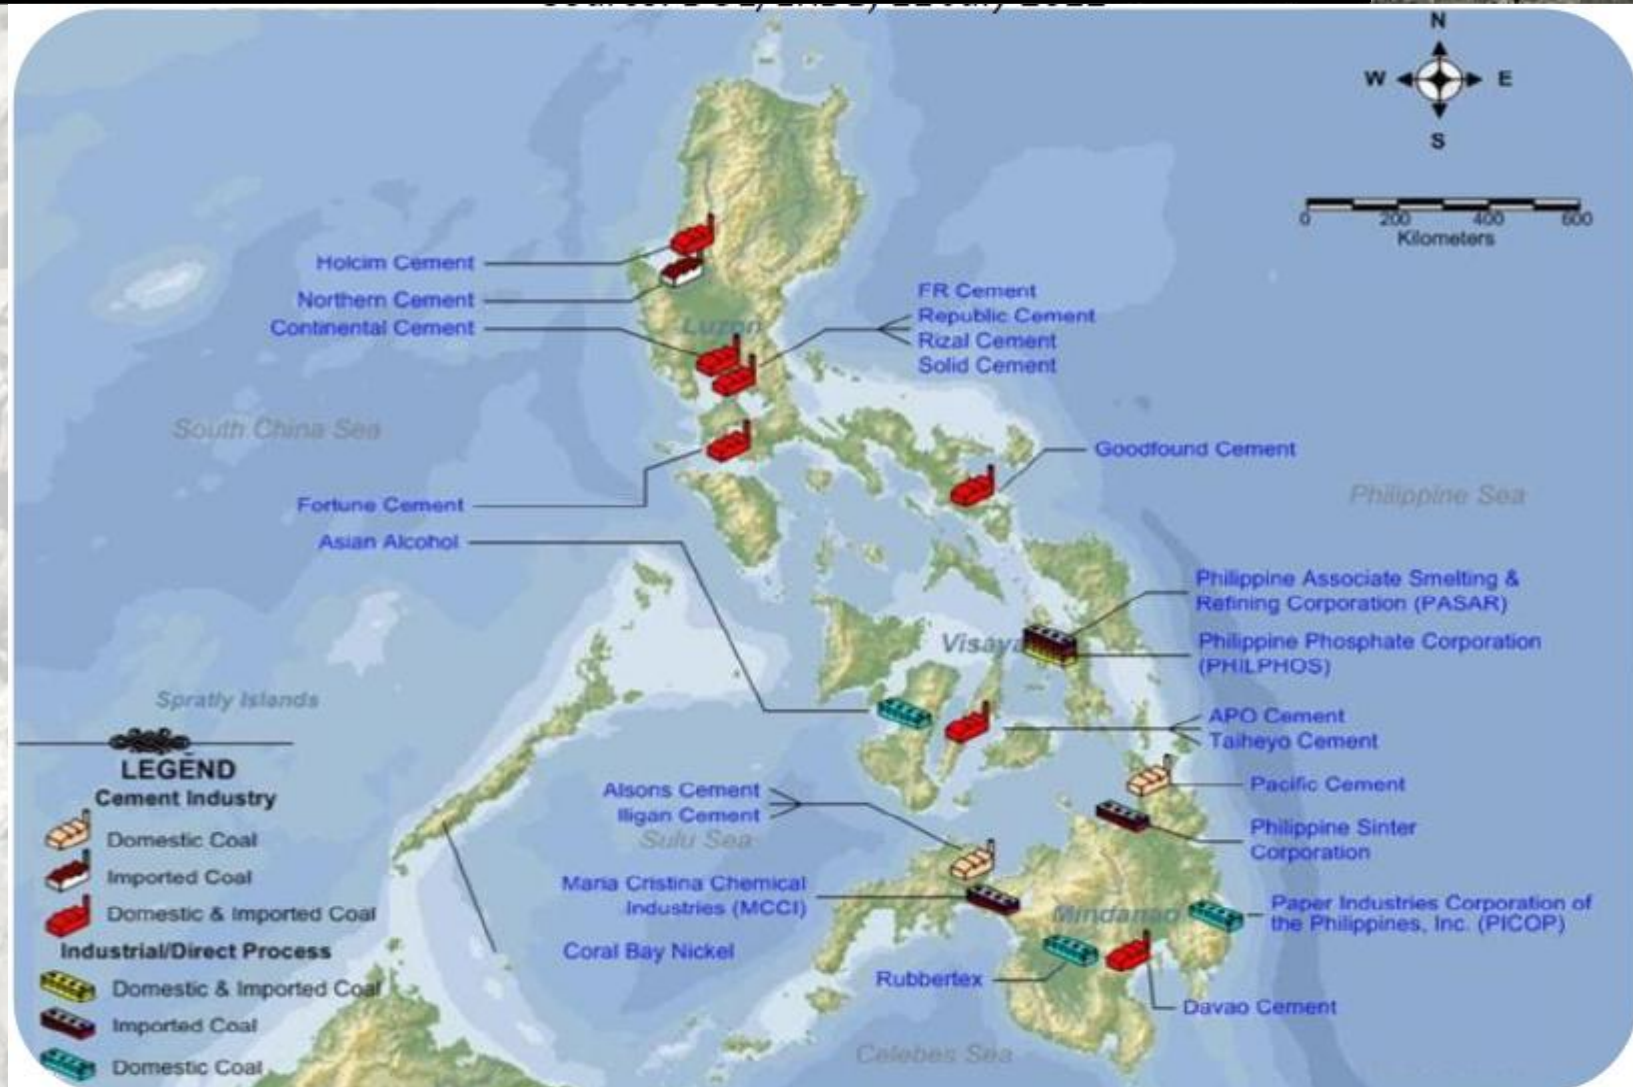 N
W E
S
0 200 400 600
Kilometers
Holcim Cement
Northern Cement
Continental Cement
Luzon
FR Cement
Republic Cement
Rizal Cement
Solid Cement
South China Sea
Goodfound Cement
Philippine Sea
Fortune Cement
Asian Alcohol
Philippine Associate Smelting &
Refining Corporation (PASAR)
Visaya
Philippine Phosphate Corporation
(PHILPHOS)
Spratly Islands
APO Cement
Taiheyo Cement
Pacific Cement
Alsons Cement
Iligan Cement
Sulu Sea
Philippine Sinter
Corporation
Maria Cristina Chemical
Industries (MCCI)
Mindanao
Paper Industries Corporation of
the Philippines, Inc. (PICOP)
Coral Bay Nickel
Rubbertex
Davao Cement
Celebes Sea
LEGEND
Cement Industry
Domestic Coal
Imported Coal
Domestic & Imported Coal
Industrial/Direct Process
Domestic & Imported Coal
Imported Coal
Domestic Coal